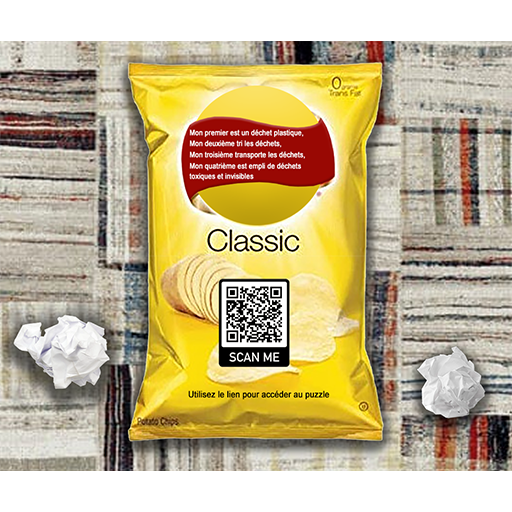 0 grams
Trans Fat
Mon premier est un déchet plastique,
Mon deuxième tri les déchets,
Mon troisième transporte les déchets,
Mon quatrième est empli de déchets
toxiques et invisibles
Classic
SCAN ME
Utilisez le lien pour accéder au puzzle
Potato Chips